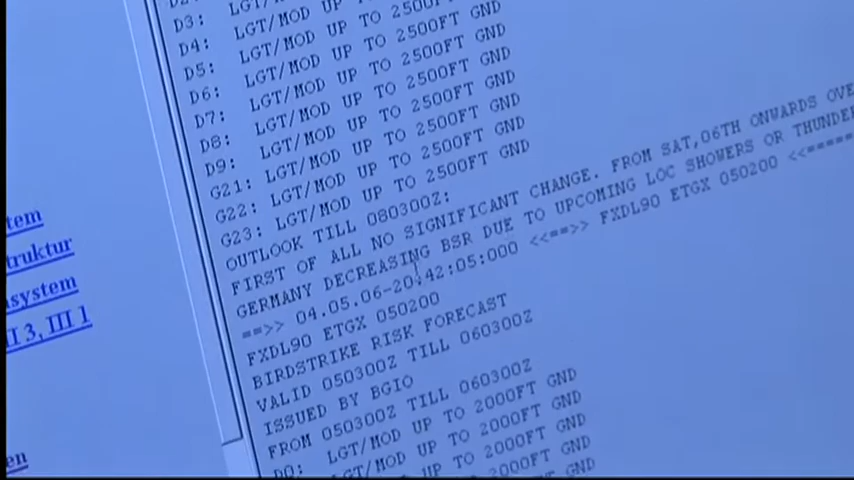 D3: LGT/
D4: LGT/MOD UP TO 2500FT
D5: LGT/MOD UP TO 2500FT GND
D6: LGT/MOD UP TO 2500FT GND
D7: LGT/MOD UP TO 2500FT GND
D8: LGT/MOD UP TO 2500FT GND
D9: LGT/MOD UP TO 2500FT GND
G21: LGT/MOD UP TO 2500FT GND
G22: LGT/MOD UP TO 2500FT GND
G23: LGT/MOD UP TO 2500FT GND
OUTLOOK TILL 080300Z:
FIRST OF ALL NO SIGNIFICANT CHANGE. FROM SAT,06TH ONWARDS OVE
GERMANY DECREASING BSR DUE TO UPCOMING LOC SHOWERS OR THUNDE
==>> 04.05.06-20:42:05:000 <<==>> FXDL90 ETGX 050200 <<=====
FXDL90 ETGX 050200
BIRDSTRIKE RISK FORECAST
VALID 050300Z TILL 060300Z
ISSUED BY BGIO
FROM 050300Z TILL 060300Z
D0: LGT/MOD UP TO 2000FT GND
LGT/MOD UP TO 2000FT GND
UP TO 2000FT GND
2000FT GND
GND
tem
truktur
system
II 3, III 1
en